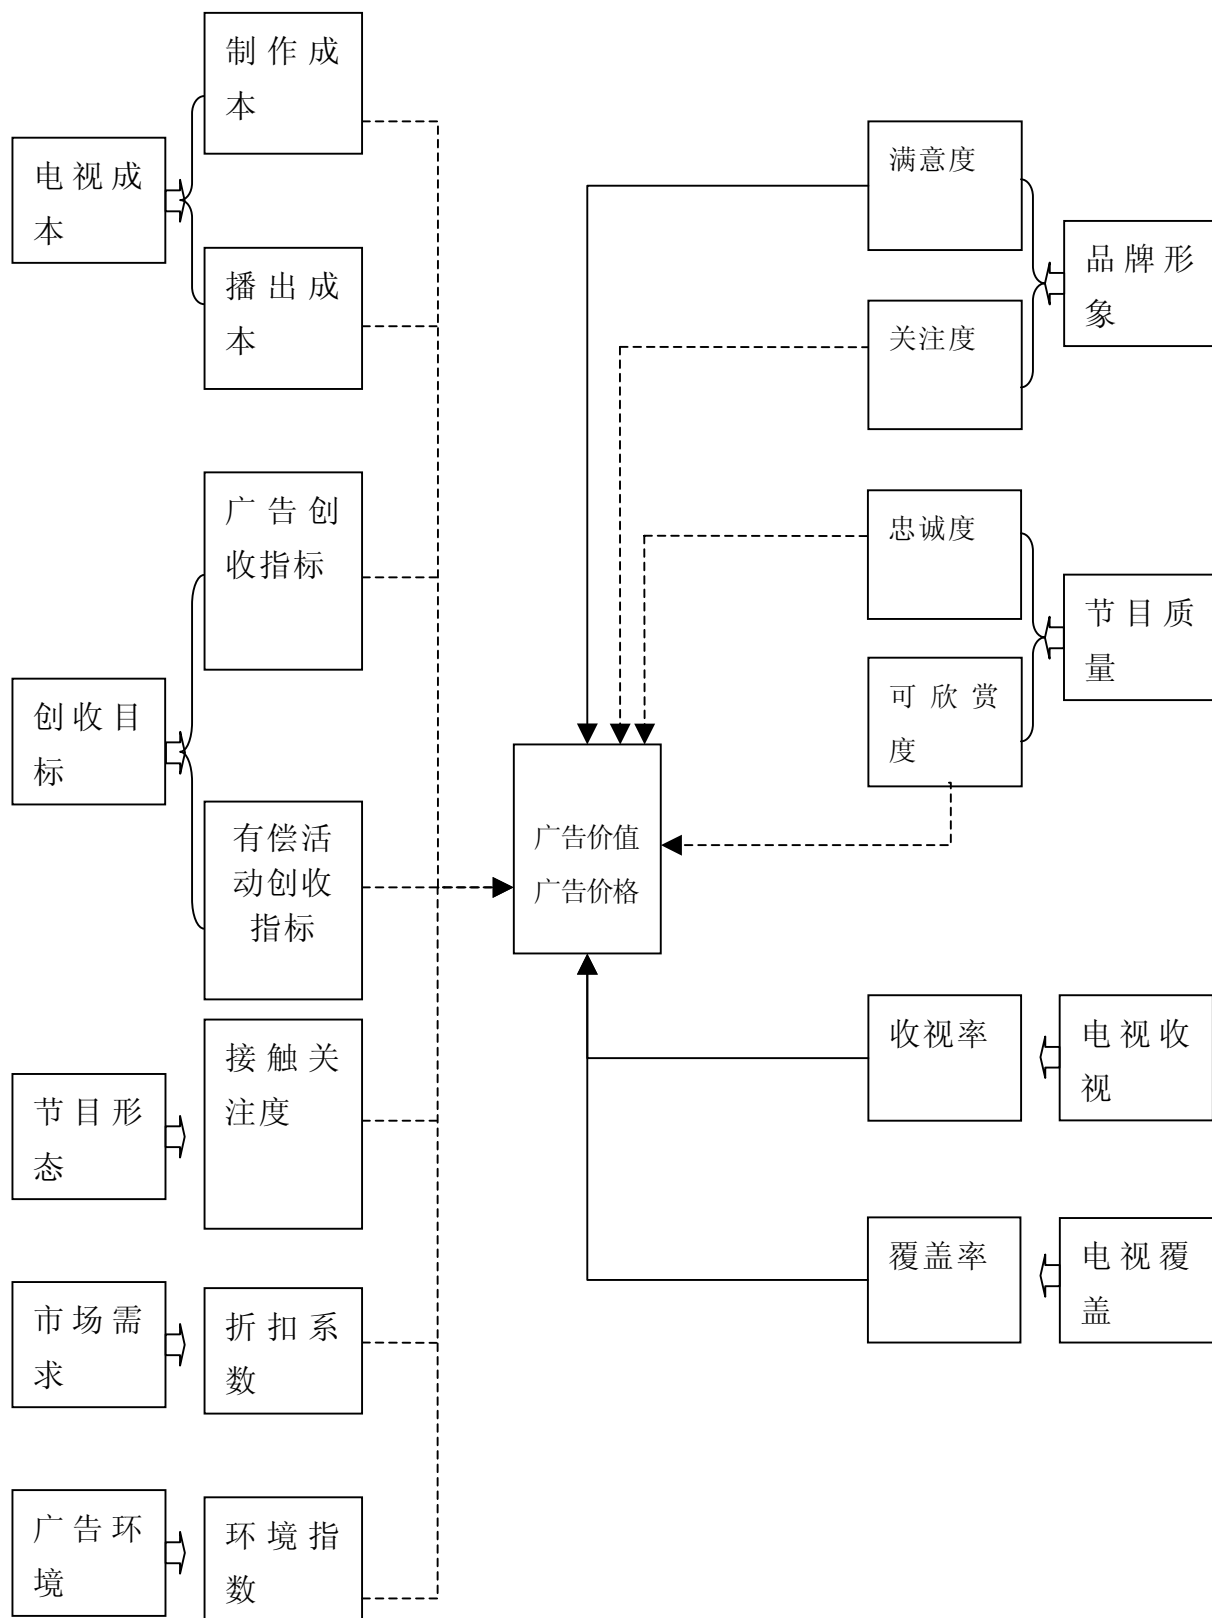 制作成
本
电视成
本
播出成
本
广告创
收指标
创收目
标
有偿活
动创收
指标
节目形
态
接触关
注度
市场需
求
折扣系
数
广告环
境
环境指
数
广告价值
广告价格
满意度
关注度
品牌形
象
忠诚度
可欣赏
度
节目质
量
收视率
电视收
视
覆盖率
电视覆
盖